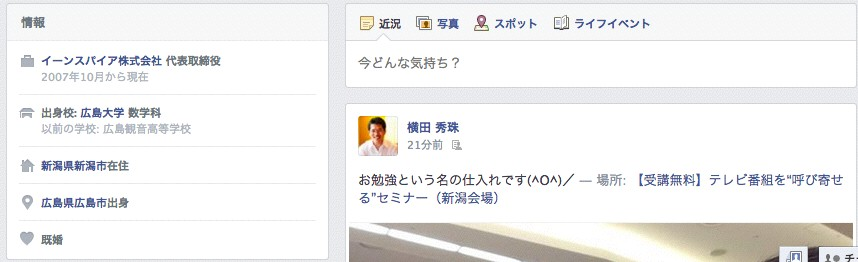 情報
イーンスパイア株式会社 代表取締役
2007年10月から現在
出身校: 広島大学 数学科
以前の学校: 広島観音高等学校
新潟県新潟市在住
広島県広島市出身
既婚
近況 写真 スポット ライフイベント
今どんな気持ち？
横田 秀珠
21分前
お勉強という名の仕入れです(^O^)／ — 場所: 【受講無料】テレビ番組を“呼び寄せ
る”セミナー（新潟会場）
チ